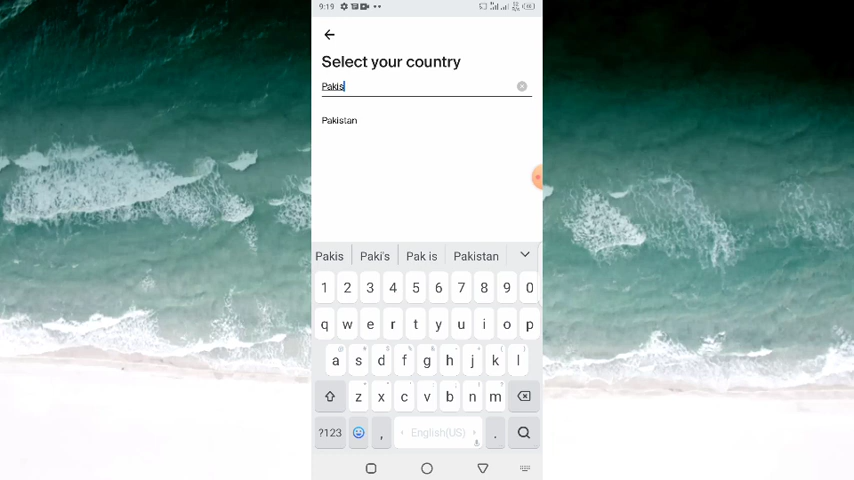 9:19
Select your country
Pakis
Pakistan
Pakis Paki's Pak is Pakistan
1 2 3 4 5 6 7 8 9 0
q w e r t y u i o p
a s d f g h j k l
z x c v b n m
?123 , English(US) .